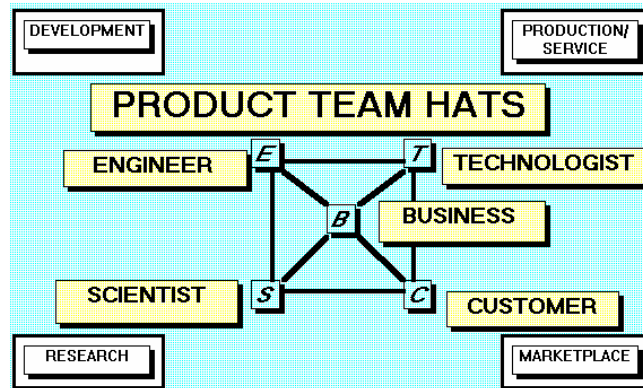 DEVELOPMENT
PRODUCTION/
SERVICE
PRODUCT TEAM HATS
ENGINEER
E
T
TECHNOLOGIST
B
BUSINESS
SCIENTIST
S
C
CUSTOMER
RESEARCH
MARKETPLACE